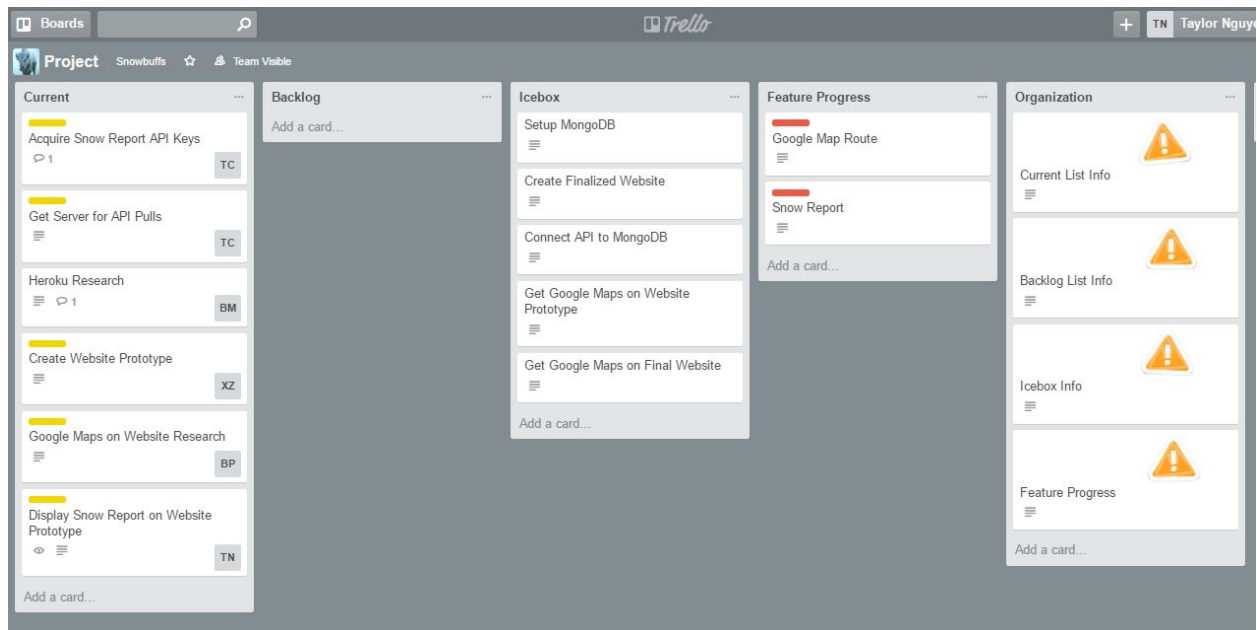 Boards
Trello
+
TN Taylor Nguye
Project Snowbuffs Team Visible
Current ...
Acquire Snow Report API Keys
1
TC
Get Server for API Pulls
TC
Heroku Research
1
BM
Create Website Prototype
XZ
Google Maps on Website Research
BP
Display Snow Report on Website
Prototype
TN
Add a card...
Backlog ...
Add a card...
Icebox ...
Setup MongoDB
Create Finalized Website
Connect API to MongoDB
Get Google Maps on Website
Prototype
Get Google Maps on Final Website
Add a card...
Feature Progress ...
Google Map Route
Snow Report
Add a card...
Organization ...
Current List Info
Backlog List Info
Icebox Info
Feature Progress
Add a card...